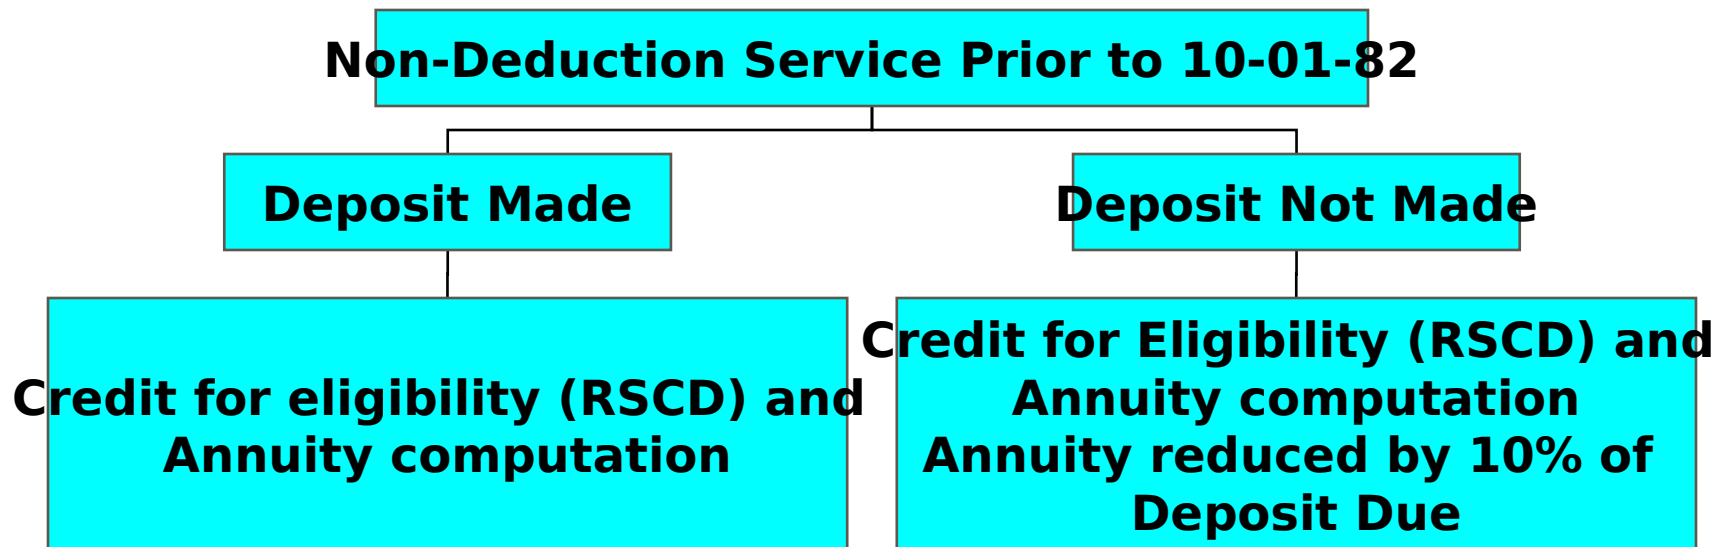 Non-Deduction Service Prior to 10-01-82
Deposit Made
Deposit Not Made
Credit for eligibility (RSCD) and
Annuity computation
Credit for Eligibility (RSCD) and
Annuity computation
Annuity reduced by 10% of
Deposit Due